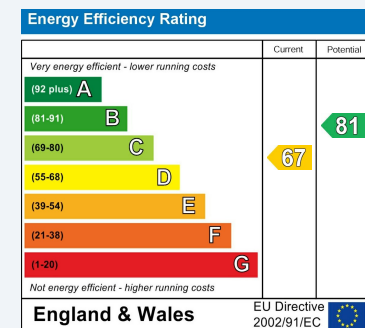 Energy Efficiency Rating
Current Potential
Very energy efficient - lower running costs
(92 plus) A
(81-91) B
(69-80) C
(55-68) D
(39-54) E
(21-38) F
(1-20) G
67
81
Not energy efficient - higher running costs
England & Wales
EU Directive
2002/91/EC